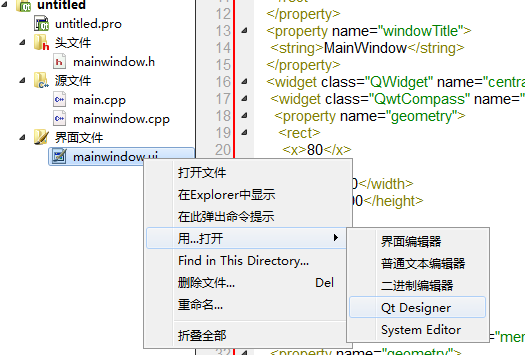 untitled
untitled.pro
头文件
mainwindow.h
源文件
main.cpp
mainwindow.cpp
界面文件
mainwindow.ui
11
12 </property>
13 <property name="windowTitle">
14 <string>MainWindow</string>
15 </property>
16 <widget class="QWidget" name="centra
17 <widget class="QwtCompass" name="
18 <property name="geometry">
19 <rect>
20 <x>80</x>
0</width>
00</height>
打开文件
在Explorer中显示
在此弹出命令提示
用...打开
Find in This Directory...
删除文件... Del
重命名...
折叠全部
界面编辑器
普通文本编辑器
二进制编辑器
Qt Designer
System Editor
="mer
32 <property name="geometry">